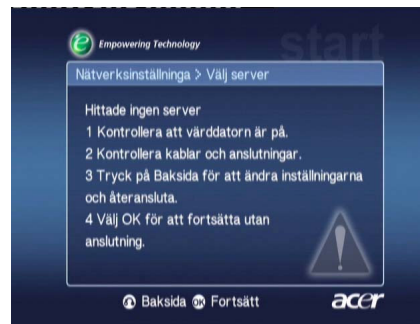 Empowering Technology
start
Nätverksinställninga > Välj server
Hittade ingen server
1 Kontrollera att värddatorn är på.
2 Kontrollera kablar och anslutningar.
3 Tryck på Baksida för att ändra inställningarna
och återansluta.
4 Välj OK för att fortsätta utan
anslutning.
Baksida OK Fortsätt
acer